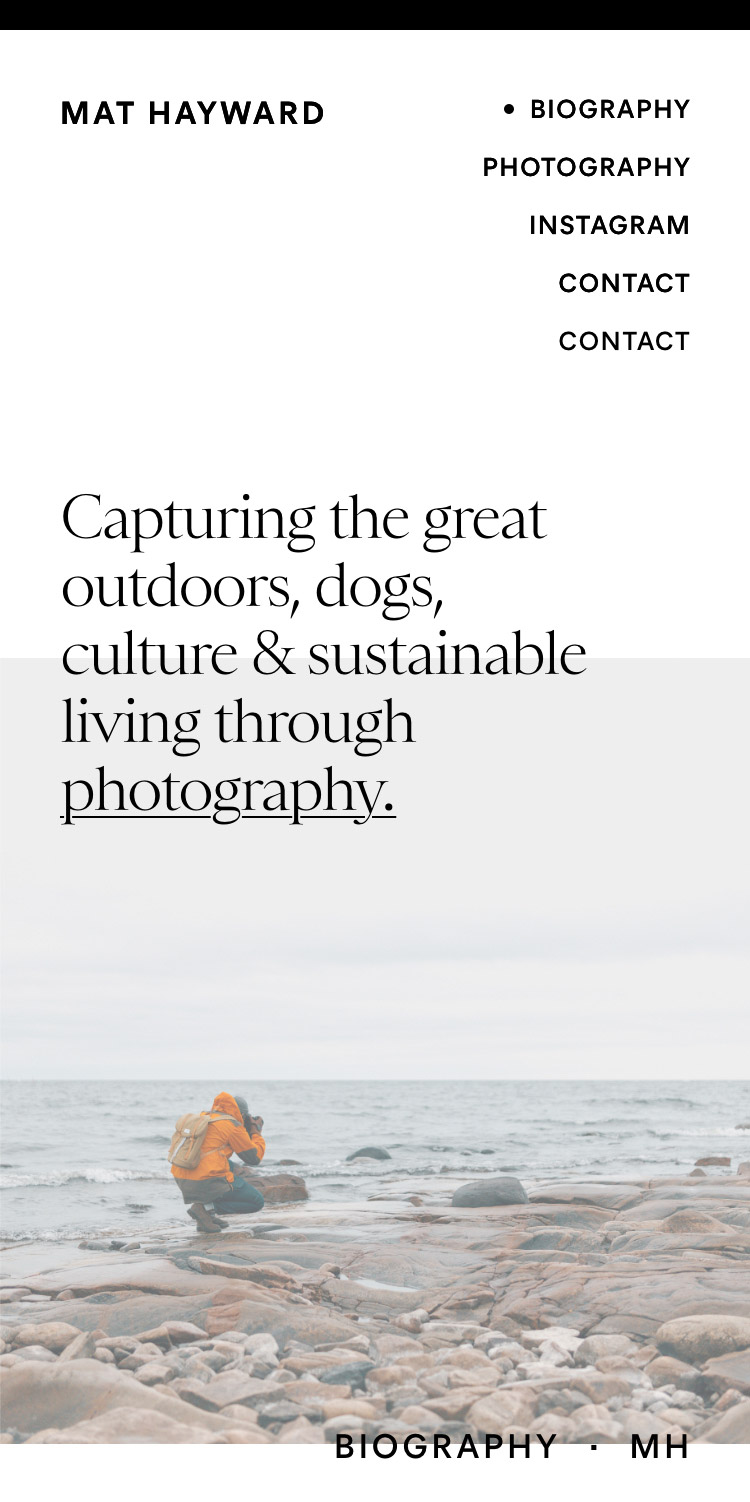 MAT HAYWARD
• BIOGRAPHY
PHOTOGRAPHY
INSTAGRAM
CONTACT
CONTACT
Capturing the great
outdoors, dogs,
culture & sustainable
living through
photography.
BIOGRAPHY · MH